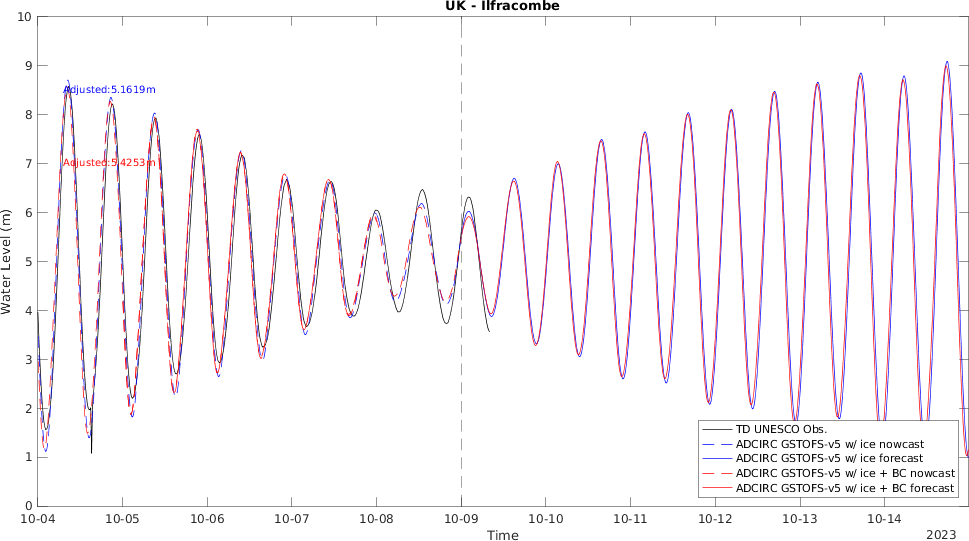 UK - Ilfracombe
10
9
8
7
6
5
4
3
2
1
0
Water Level (m)
Adjusted:5.1619m
Adjusted:5.4253m
TD UNESCO Obs.
ADCIRC GSTOFS-v5 w/ ice nowcast
ADCIRC GSTOFS-v5 w/ ice forecast
ADCIRC GSTOFS-v5 w/ ice + BC nowcast
ADCIRC GSTOFS-v5 w/ ice + BC forecast
10-04 10-05 10-06 10-07 10-08 10-09 10-10 10-11 10-12 10-13 10-14
Time
2023